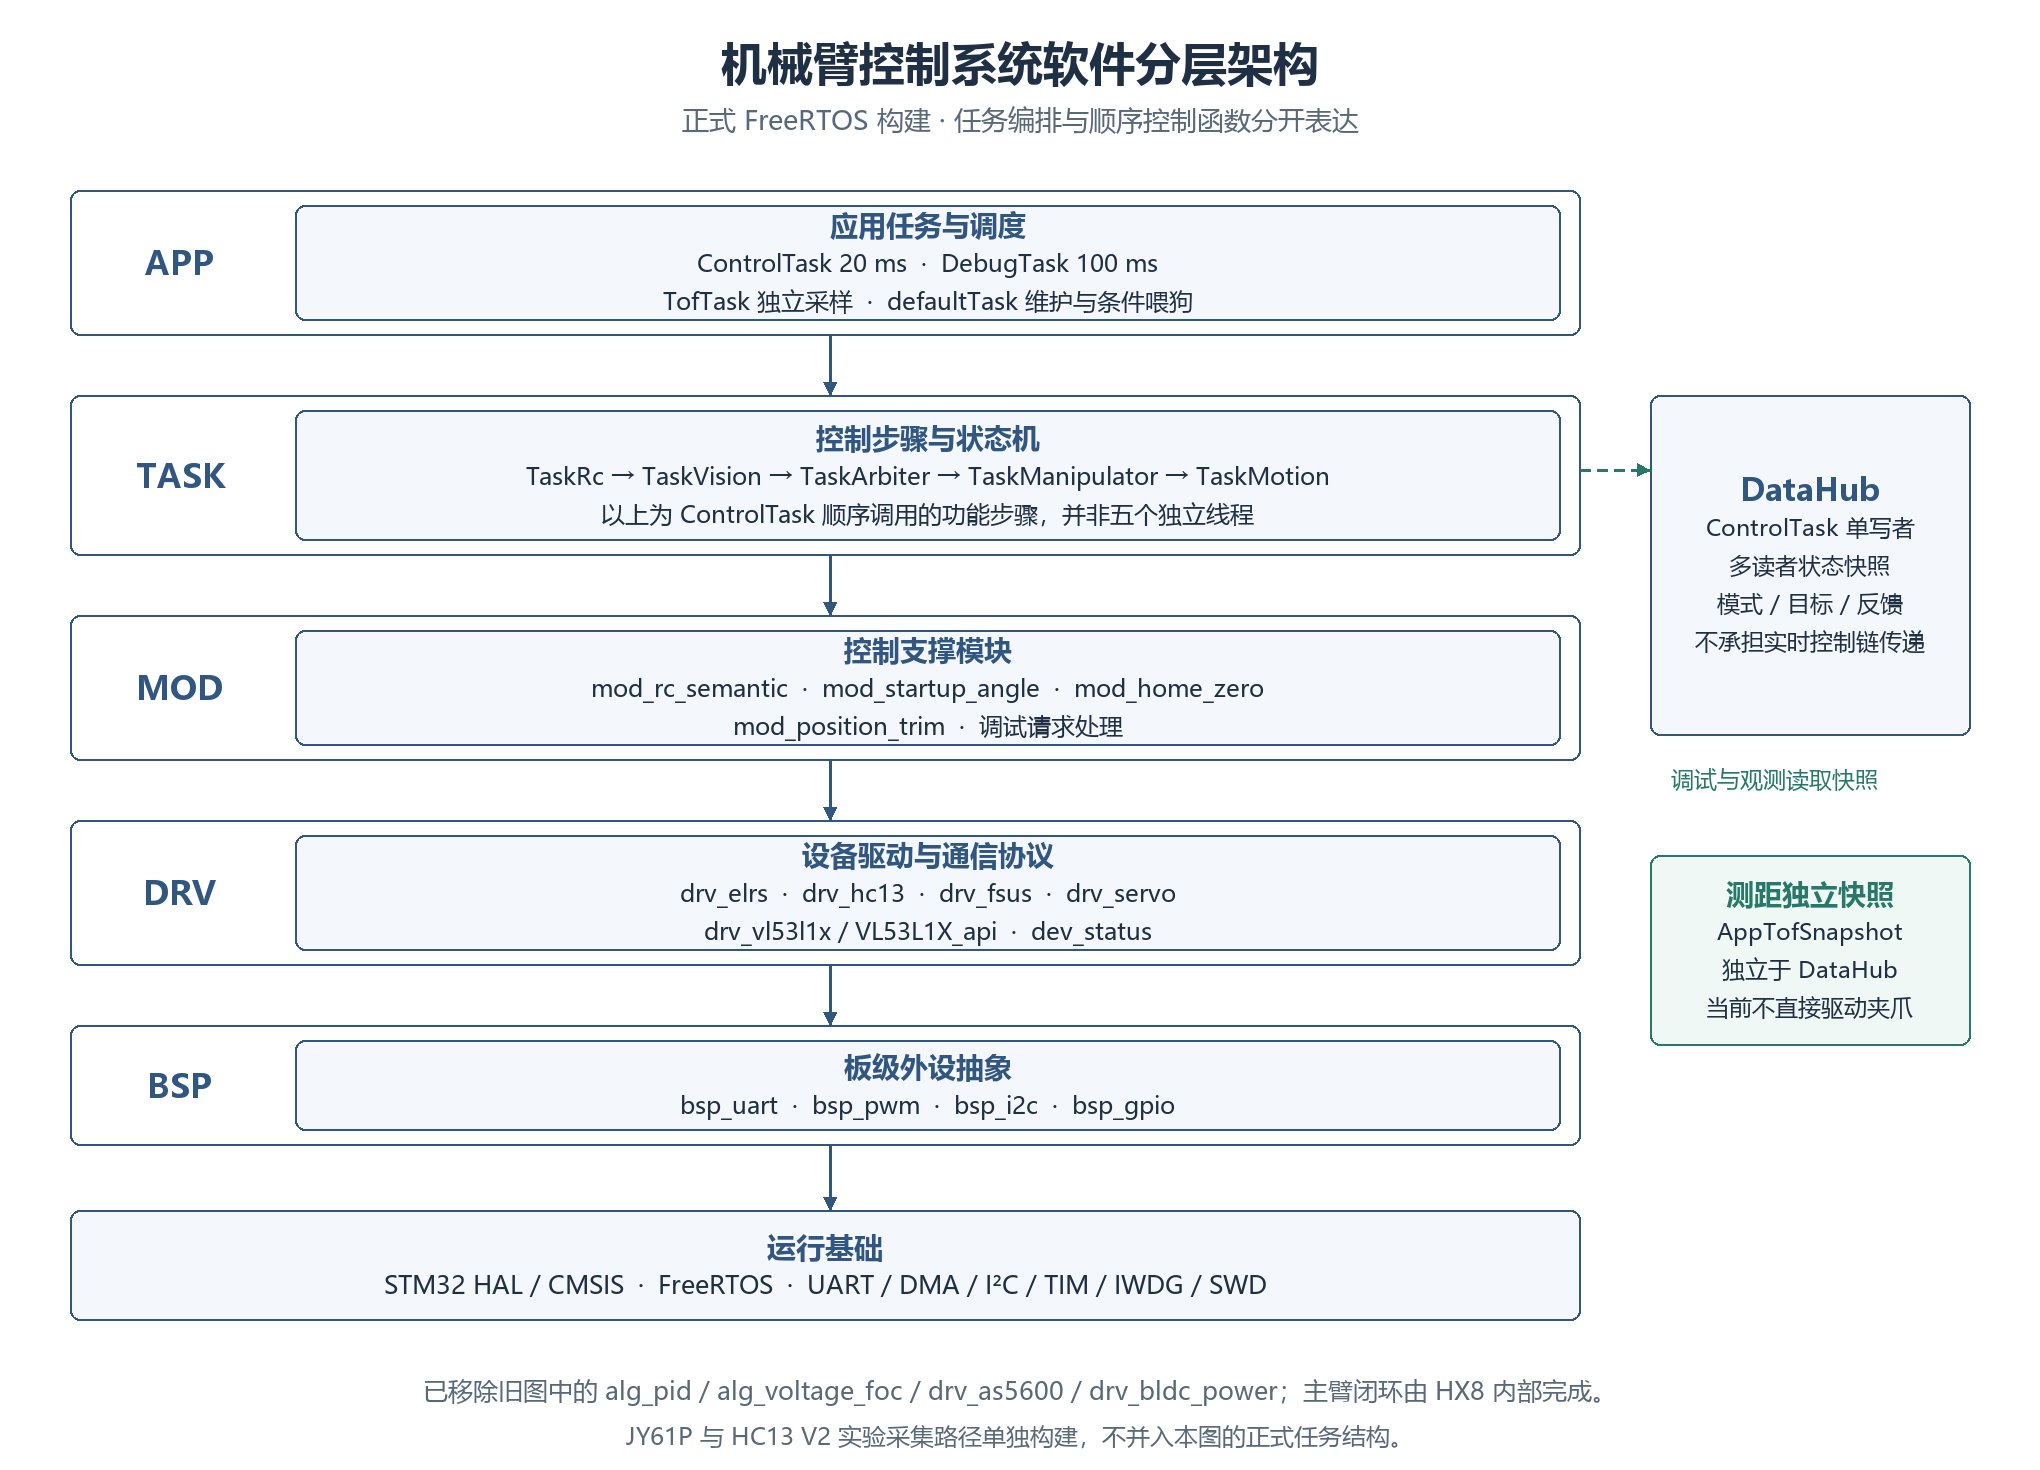 机械臂控制系统软件分层架构
正式 FreeRTOS 构建 · 任务编排与顺序控制函数分开表达
APP
应用任务与调度
ControlTask 20 ms · DebugTask 100 ms
TofTask 独立采样 · defaultTask 维护与条件喂狗
TASK
控制步骤与状态机
TaskRc → TaskVision → TaskArbiter → TaskManipulator → TaskMotion
以上为 ControlTask 顺序调用的功能步骤，并非五个独立线程
DataHub
ControlTask 单写者
多读者状态快照
模式 / 目标 / 反馈
不承担实时控制链传递
MOD
控制支撑模块
mod_rc_semantic · mod_startup_angle · mod_home_zero
mod_position_trim · 调试请求处理
调试与观测读取快照
DRV
设备驱动与通信协议
drv_elrs · drv_hc13 · drv_fsus · drv_servo
drv_vl53l1x / VL53L1X_api · dev_status
测距独立快照
AppTofSnapshot
独立于 DataHub
当前不直接驱动夹爪
BSP
板级外设抽象
bsp_uart · bsp_pwm · bsp_i2c · bsp_gpio
运行基础
STM32 HAL / CMSIS · FreeRTOS · UART / DMA / I²C / TIM / IWDG / SWD
已移除旧图中的 alg_pid / alg_voltage_foc / drv_as5600 / drv_bldc_power；主臂闭环由 HX8 内部完成。
JY61P 与 HC13 V2 实验采集路径单独构建，不并入本图的正式任务结构。